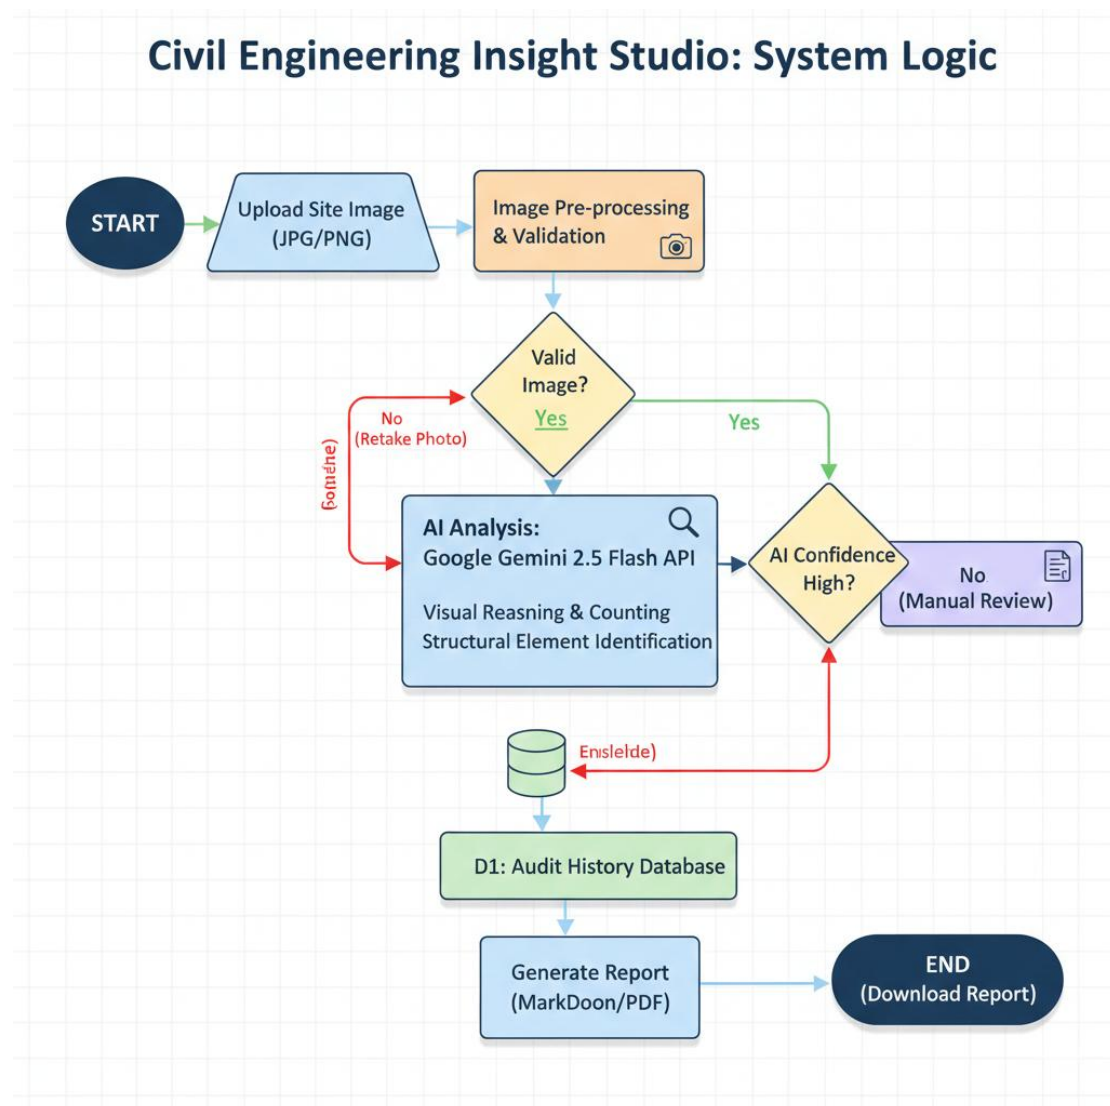 Civil Engineering Insight Studio: System Logic
START
Upload Site Image
(JPG/PNG)
Image Pre-processing
& Validation
Valid
Image?
Yes
No
(Retake Photo)
Yes
AI Analysis:
Google Gemini 2.5 Flash API
Visual Reasning & Counting
Structural Element Identification
AI Confidence
High?
No
(Manual Review)
D1: Audit History Database
Generate Report
(MarkDoon/PDF)
END
(Download Report)